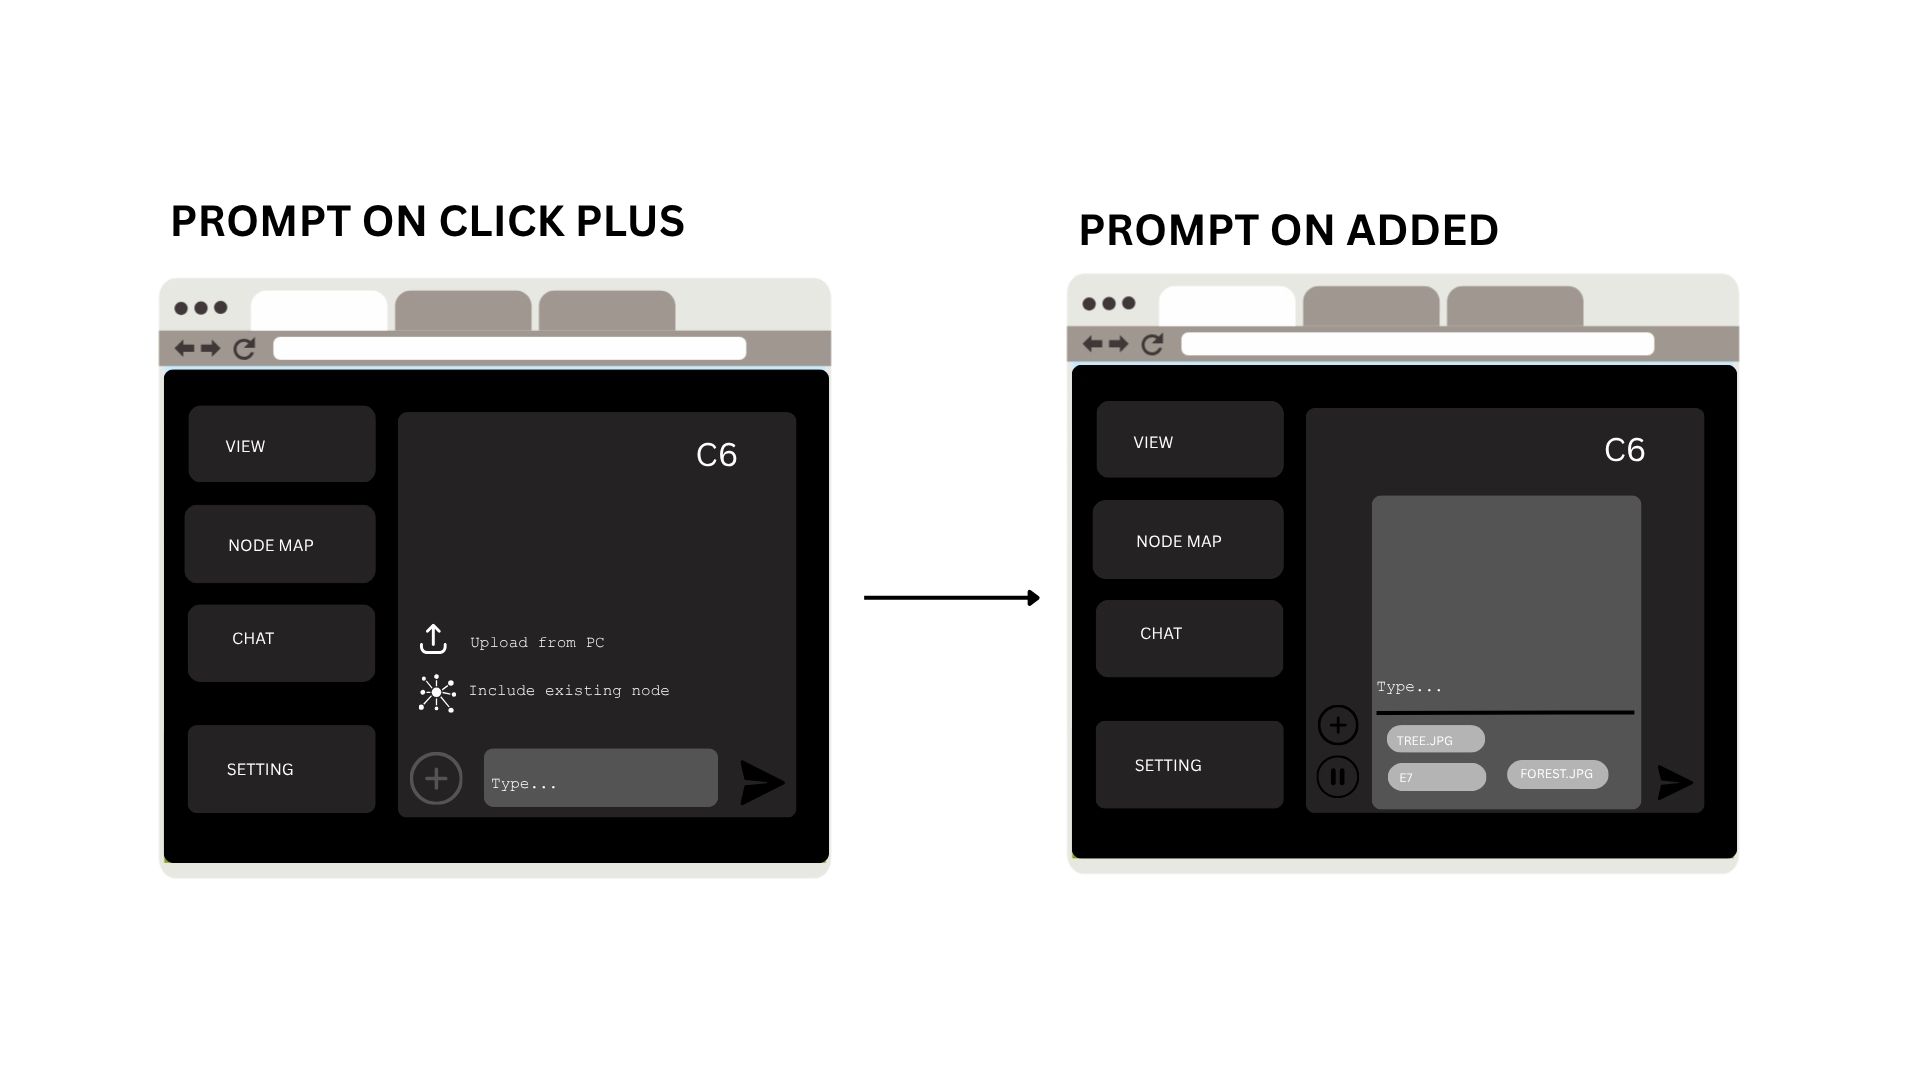 PROMPT ON CLICK PLUS
VIEW
NODE MAP
CHAT
SETTING
C6
Upload from PC
Include existing node
Type...
PROMPT ON ADDED
VIEW
NODE MAP
CHAT
SETTING
C6
Type...
TREE.JPG
E7
FOREST.JPG